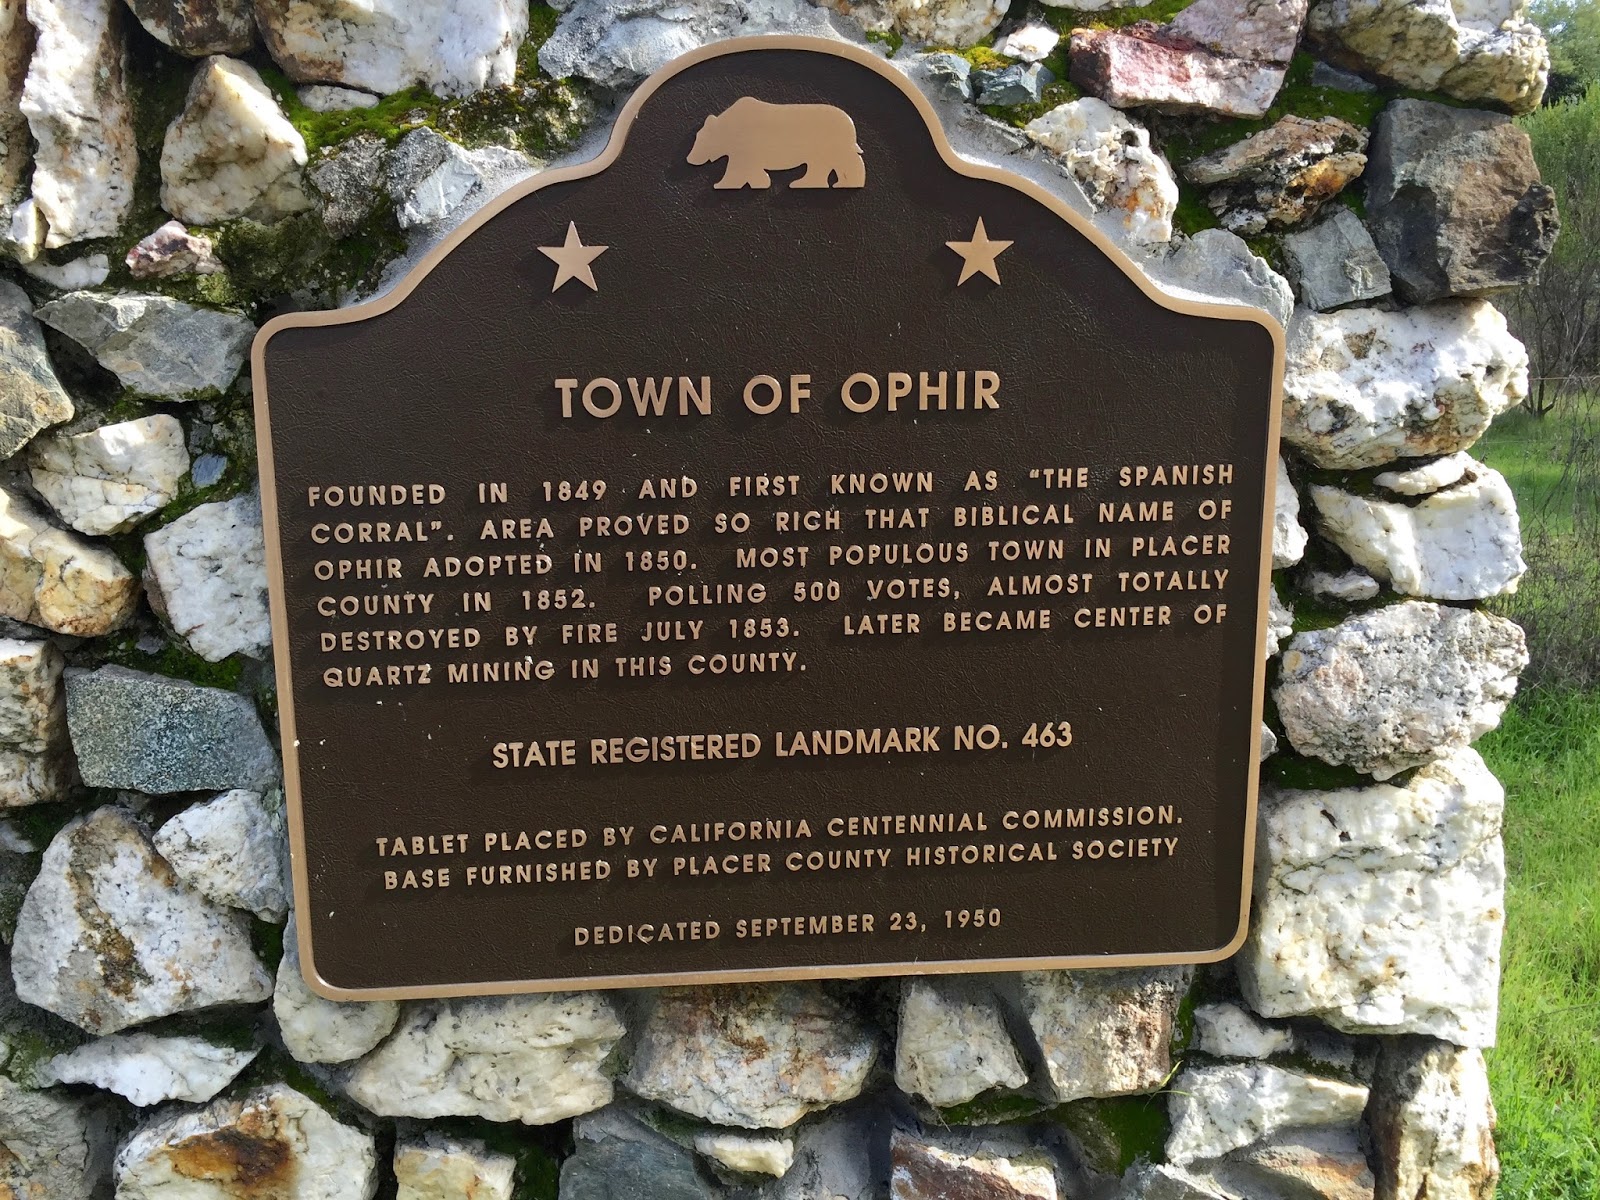 TOWN OF OPHIR
FOUNDED IN 1849 AND FIRST KNOWN AS "THE SPANISH
CORRAL". AREA PROVED SO RICH THAT BIBLICAL NAME OF
OPHIR ADOPTED IN 1850. MOST POPULOUS TOWN IN PLACER
COUNTY IN 1852. POLLING 500 VOTES, ALMOST TOTALLY
DESTROYED BY FIRE JULY 1853. LATER BECAME CENTER OF
QUARTZ MINING IN THIS COUNTY.
STATE REGISTERED LANDMARK NO. 463
TABLET PLACED BY CALIFORNIA CENTENNIAL COMMISSION.
BASE FURNISHED BY PLACER COUNTY HISTORICAL SOCIETY
DEDICATED SEPTEMBER 23, 1950